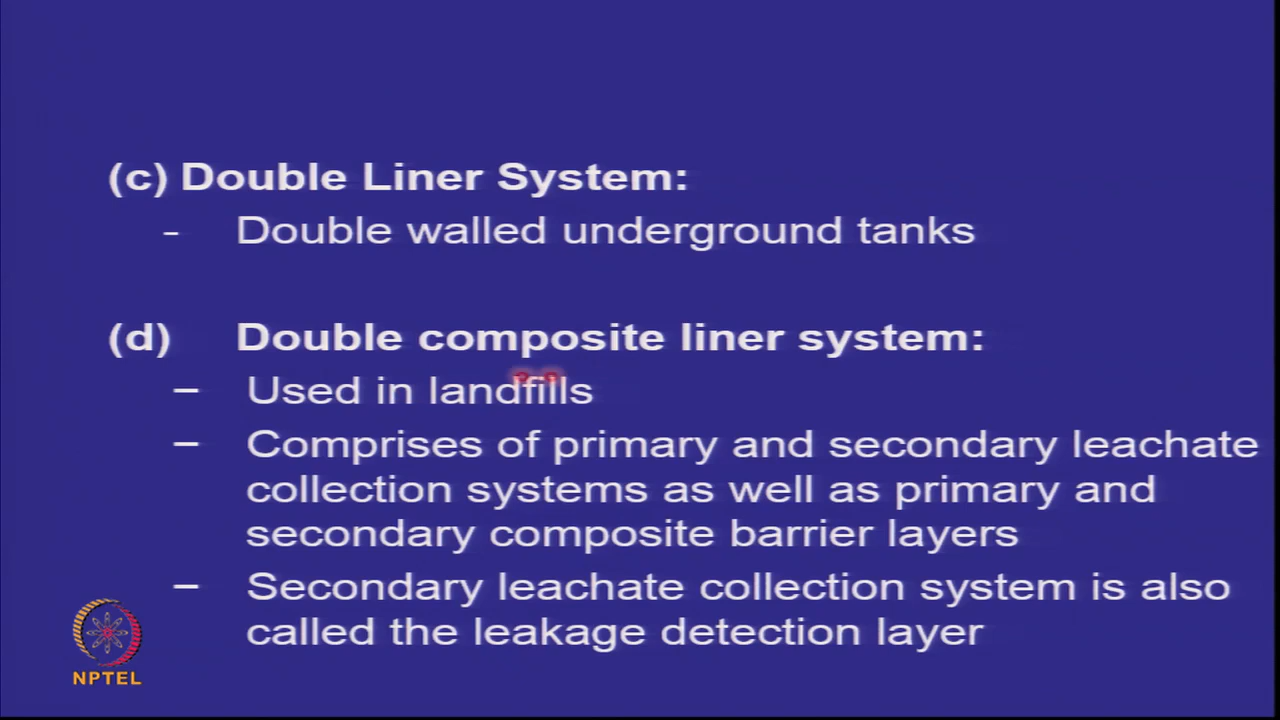 (c) Double Liner System:
- Double walled underground tanks
(d) Double composite liner system:
– Used in landfills
– Comprises of primary and secondary leachate
collection systems as well as primary and
secondary composite barrier layers
– Secondary leachate collection system is also
called the leakage detection layer
NPTEL